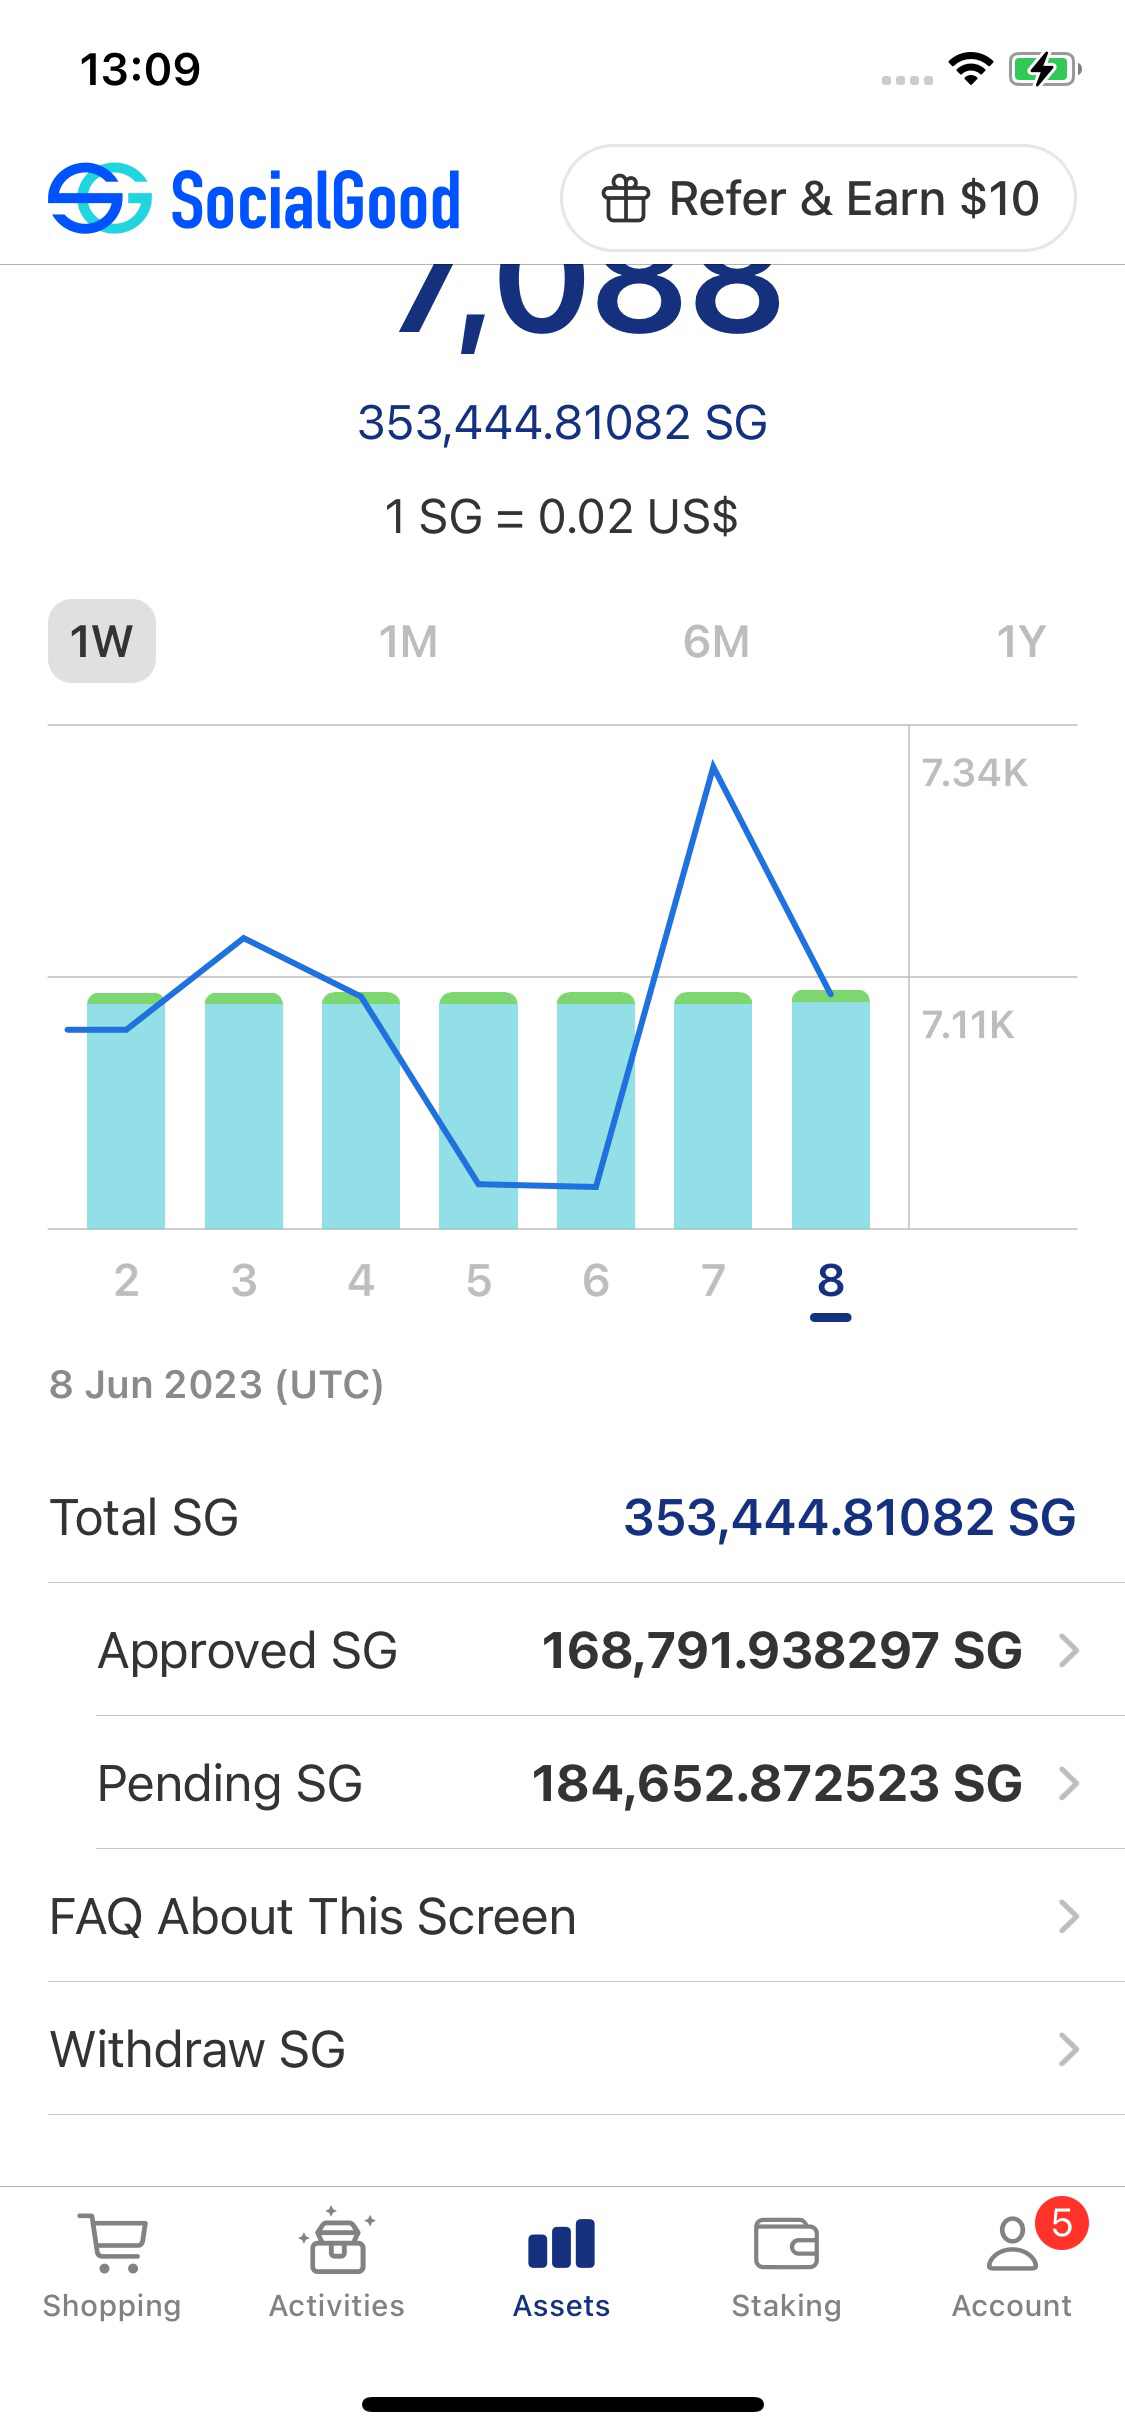 13:09
SocialGood
Refer & Earn $10
7,088
353,444.81082 SG
1 SG = 0.02 US$
1W 1M 6M 1Y
7.34K
7.11K
2 3 4 5 6 7 8
8 Jun 2023 (UTC)
Total SG 353,444.81082 SG
Approved SG 168,791.938297 SG
Pending SG 184,652.872523 SG
FAQ About This Screen
Withdraw SG
5
Shopping Activities Assets Staking Account